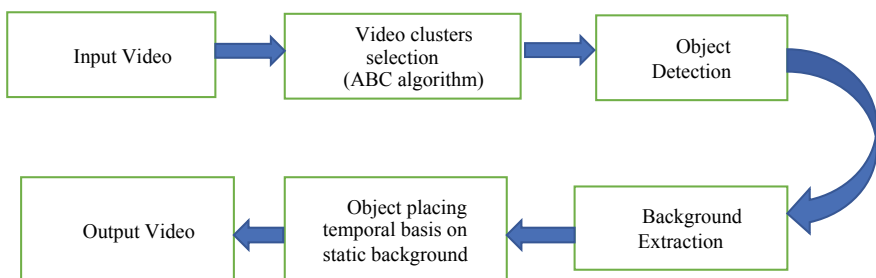 Input Video
Video clusters
selection
(ABC algorithm)
Object
Detection
Background
Extraction
Object placing
temporal basis on
static background
Output Video